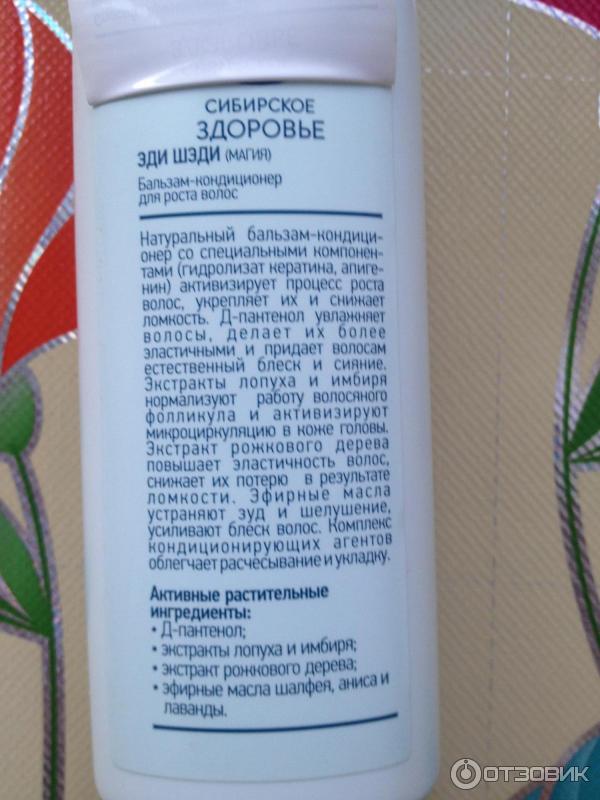 СИБИРСКОЕ
ЗДОРОВЬЕ
ЭДИ ШЭДИ (МАГИЯ)
Бальзам-кондиционер
для роста волос
Натуральный бальзам-кондици-
онер со специальными компонен-
тами (гидролизат кератина, апиге-
нин) активизирует процесс роста
волос, укрепляет их и снижает
ломкость. Д-пантенол увлажняет
волосы, делает их более
эластичными и придает волосам
естественный блеск и сияние.
Экстракты лопуха и имбиря
нормализуют работу волосяного
фолликула и активизируют
микроциркуляцию в коже головы.
Экстракт рожкового дерева
повышает эластичность волос,
снижает их потерю в результате
ломкости. Эфирные масла
устраняют зуд и шелушение,
усиливают блеск волос. Комплекс
кондиционирующих агентов
облегчает расчёсывание и укладку.
Активные растительные
ингредиенты:
• Д-пантенол;
• экстракты лопуха и имбиря;
• экстракт рожкового дерева;
• эфирные масла шалфея, аниса и
лаванды.
ОТЗОВИК